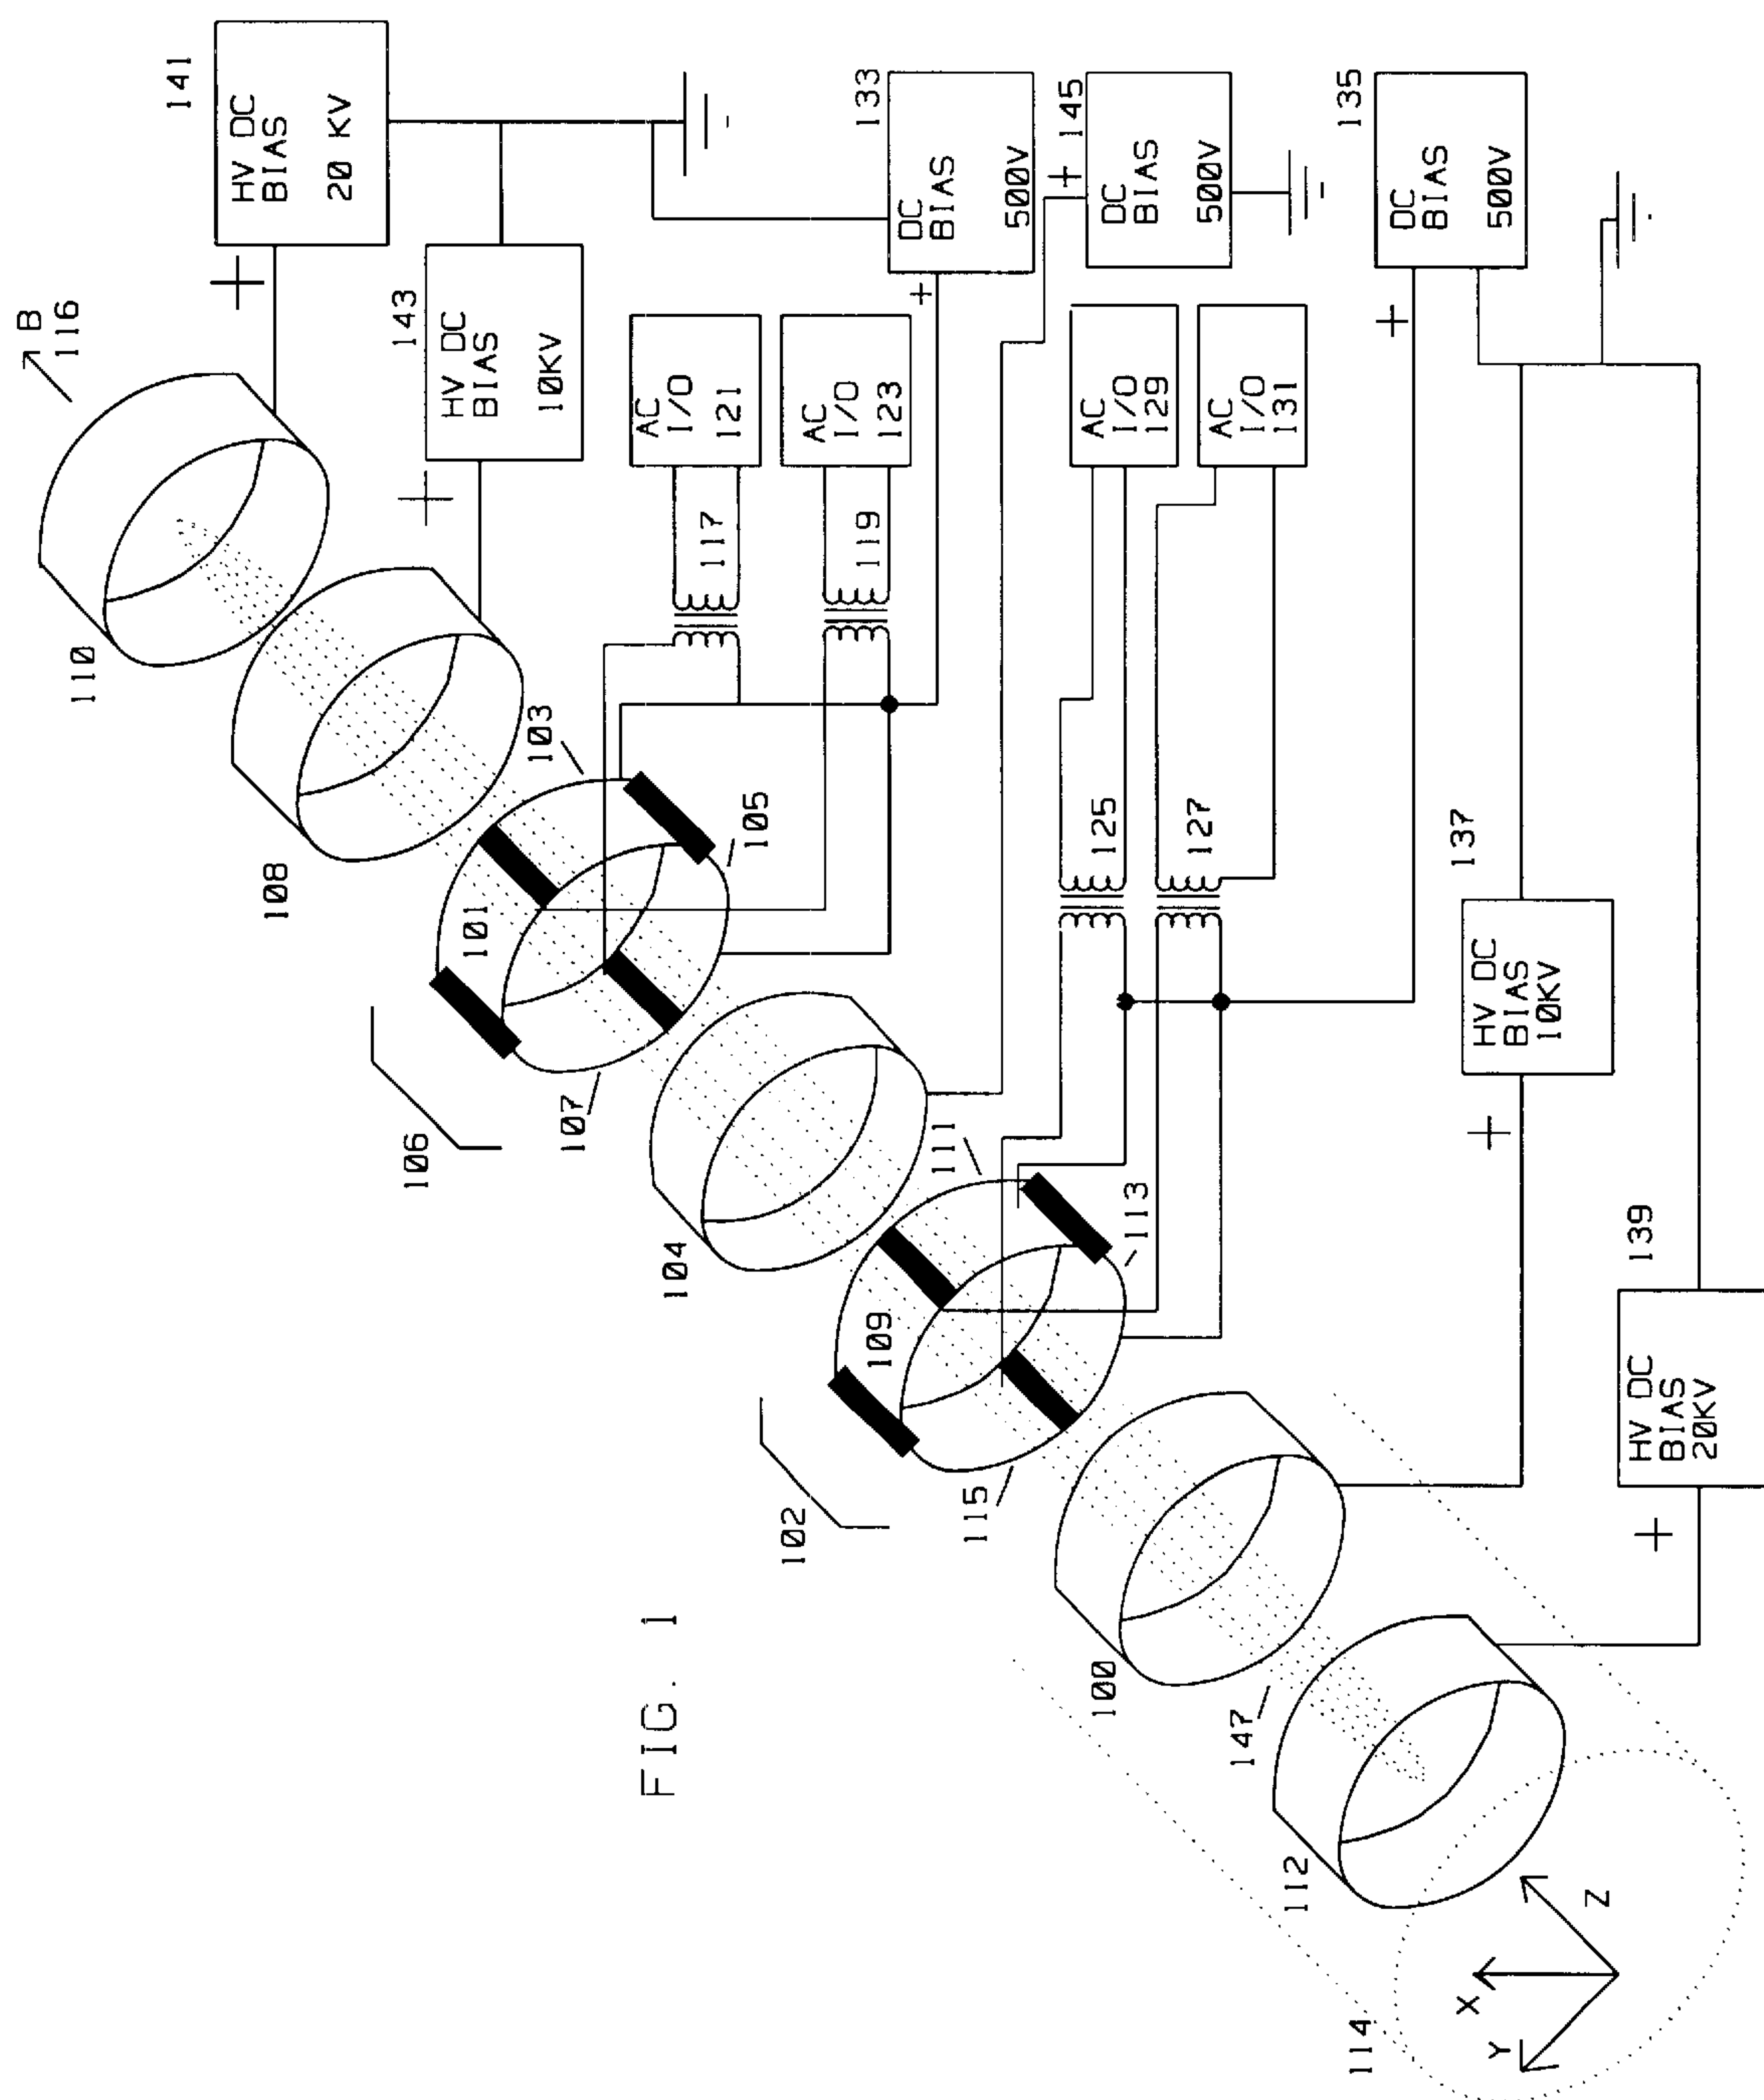 141
HV DC
BIAS
20 KV
+
B
116
143
HV DC
BIAS
10KV
+
110
108
133
DC
BIAS
500V
+
+ 145
DC
BIAS
500V
135
DC
BIAS
500V
+
AC
I/O
121
AC
I/O
123
117
119
AC
I/O
129
AC
I/O
131
103
101
105
106
107
125
127
104
111
109
113
102
115
137
HV DC
BIAS
10KV
+
139
HV DC
BIAS
20KV
+
FIG. 1
100
147
112
114
X
Y
Z